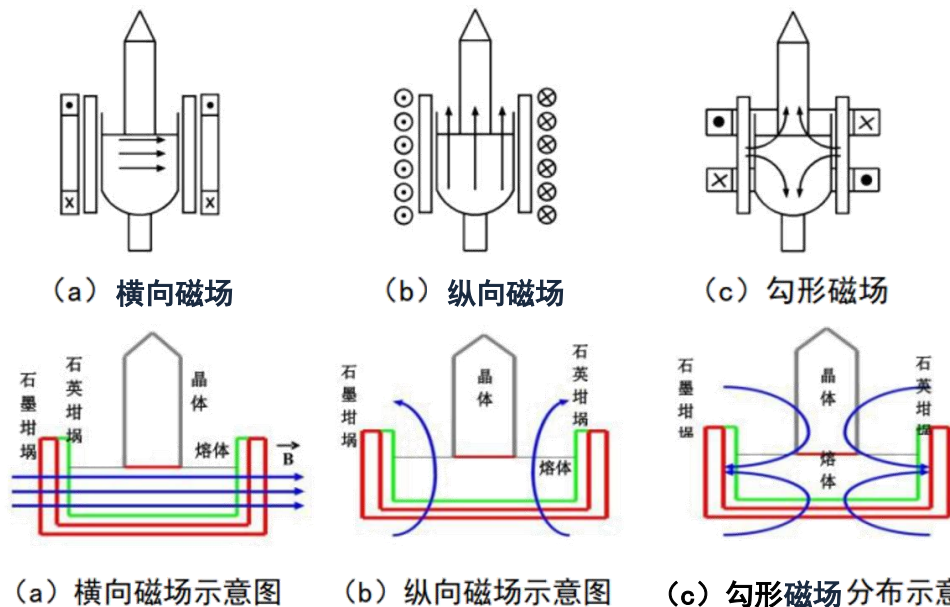 (a)横向磁场
(b)纵向磁场
(c)勾形磁场
石墨坩埚
石英坩埚
晶体
熔体
B
石墨坩埚
晶体
石英坩埚
熔体
石墨坩埚
晶体
石英坩埚
熔体
(a)横向磁场示意图
(b)纵向磁场示意图
(c)勾形磁场分布示意